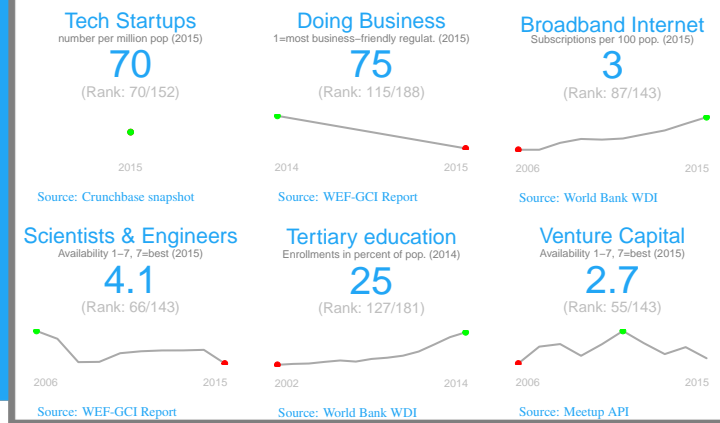 Tech Startups
number per million pop (2015)
70
(Rank: 70/152)
2015
Source: Crunchbase snapshot
Doing Business
1=most business−friendly regulat. (2015)
75
(Rank: 115/188)
2014 2015
Source: WEF-GCI Report
Broadband Internet
Subscriptions per 100 pop. (2015)
3
(Rank: 87/143)
2006 2015
Source: World Bank WDI
Scientists & Engineers
Availability 1−7, 7=best (2015)
4.1
(Rank: 66/143)
2006 2015
Source: WEF-GCI Report
Tertiary education
Enrollments in percent of pop. (2014)
25
(Rank: 127/181)
2002 2014
Source: World Bank WDI
Venture Capital
Availability 1−7, 7=best (2015)
2.7
(Rank: 55/143)
2006 2015
Source: Meetup API